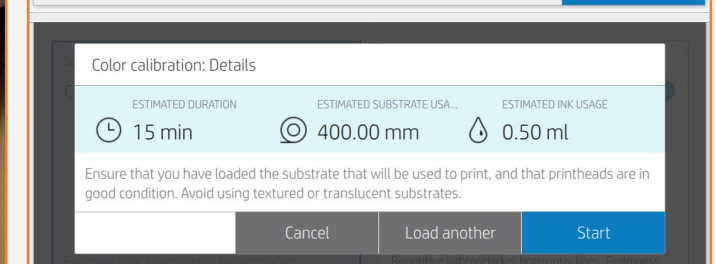 Color calibration: Details
ESTIMATED DURATION
15 min
ESTIMATED SUBSTRATE USA...
400.00 mm
ESTIMATED INK USAGE
0.50 ml
Ensure that you have loaded the substrate that will be used to print, and that printheads are in
good condition. Avoid using textured or translucent substrates.
Cancel
Load another
Start